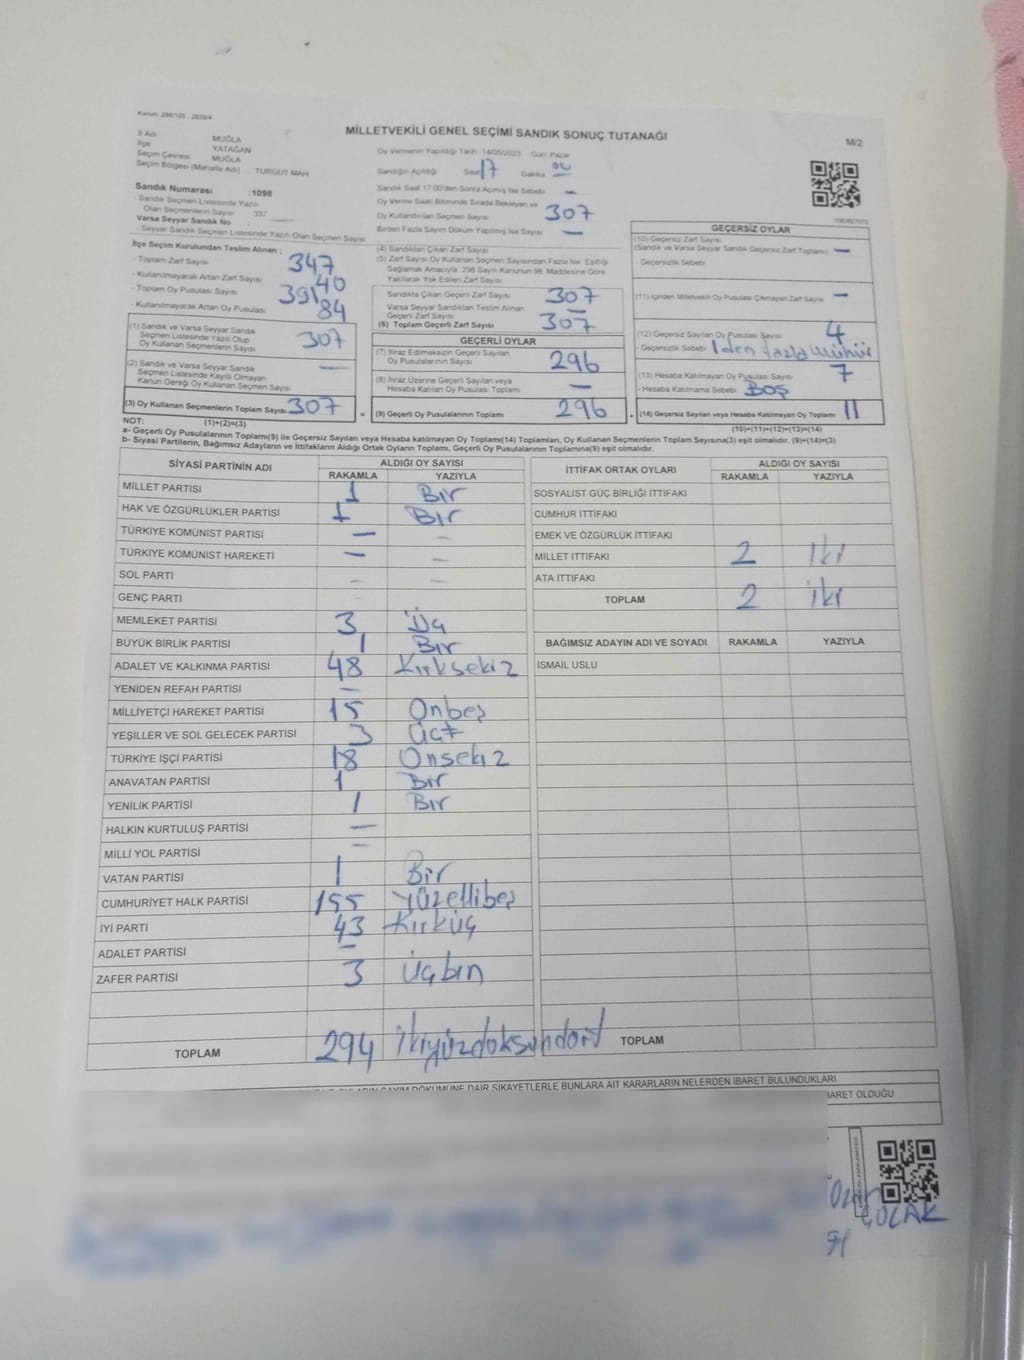 Kanun: 298/105 , 2839/4
MİLLETVEKİLİ GENEL SEÇİMİ SANDIK SONUÇ TUTANAĞI
M/2
İl Adı MUĞLA
İlçe YATAĞAN
Seçim Çevresi MUĞLA
Seçim Bölgesi (Mahalle Adı) : TURGUT MAH
Oy Vermenin Yapıldığı Tarih :14/05/2023 Gün: Pazar
Sandığın Açıldığı Saat 17 Dakika
Sandık Saat 17:00'den Sonra Açmış İse Sebebi —
Oy Verme Saati Bitiminde Sırada Bekleyen ve
Oy Kullandırılan Seçmen Sayısı 307
Birden Fazla Sayım Döküm Yapılmış İse Sayısı —
Sandık Numarası :1098
- Sandık Seçmen Listesinde Yazılı
Olan Seçmenlerin Sayısı : 337
Varsa Seyyar Sandık No
- Seyyar Sandık Seçmen Listesinde Yazılı Olan Seçmen Sayısı
İlçe Seçim Kurulundan Teslim Alınan :
- Toplam Zarf Sayısı 347
- Kullanılmayarak Artan Zarf Sayısı 40
- Toplam Oy Pusulası 391
- Kullanılmayarak Artan Oy Pusulası 84
(1) Sandık ve Varsa Seyyar Sandık
Seçmen Listesinde Yazılı Olup
Oy Kullanan Seçmenlerin Sayısı 307
(2) Sandık ve Varsa Seyyar Sandık
Seçmen Listesinde Kayıtlı Olmayan
Kanun Gereği Oy Kullanan Seçmen Sayısı —
(3) Oy Kullanan Seçmenlerin Toplam Sayısı 307
(1)+(2)=(3)
(4) Sandıktan Çıkan Zarf Sayısı
(5) Zarf Sayısı Oy Kullanan Seçmen Sayısından Fazla İse, Eşitliği
Sağlamak Amacıyla, 298 Sayılı Kanunun 98. Maddesine Göre
Yakılarak Yok Edilen Zarf Sayısı
Sandıkta Çıkan Geçerli Zarf Sayısı 307
Varsa Seyyar Sandıktan Teslim Alınan
Geçerli Zarf Sayısı —
(6) Toplam Geçerli Zarf Sayısı 307
GEÇERLİ OYLAR
(7) İtiraz Edilmeksizin Geçerli Sayılan
Oy Pusulalarının Sayısı 296
(8) İtiraz Üzerine Geçerli Sayılan veya
Hesaba Katılan Oy Pusulası Toplamı —
= (9) Geçerli Oy Pusulalarının Toplamı 296
GEÇERSİZ OYLAR
(10) Geçersiz Zarf Sayısı
(Sandık ve Varsa Seyyar Sandık Geçersiz Zarf Toplamı) —
- Geçersizlik Sebebi
(11) İçinden Milletvekili Oy Pusulası Çıkmayan Zarf Sayısı —
(12) Geçersiz Sayılan Oy Pusulası Sayısı 4
- Geçersizlik Sebebi 1 den fazla mühür
(13) Hesaba Katılmayan Oy Pusulası Sayısı 7
- Hesaba Katılmama Sebebi BOŞ
+ (14) Geçersiz Sayılan veya Hesaba Katılmayan Oy Toplamı 11
(10)+(11)+(12)+(13)=(14)
NOT:
a- Geçerli Oy Pusulalarının Toplamı(9) ile Geçersiz Sayılan veya Hesaba katılmayan Oy Toplamı(14) Toplamları, Oy Kullanan Seçmenlerin Toplam Sayısına(3) eşit olmalıdır. (9)+(14)=(3)
b- Siyasi Partilerin, Bağımsız Adayların ve İttifakların Aldığı Ortak Oyların Toplamı, Geçerli Oy Pusulalarının Toplamına(9) eşit olmalıdır.
SİYASİ PARTİNİN ADI ALDIĞI OY SAYISI
RAKAMLA YAZIYLA
MİLLET PARTİSİ 1 Bir
HAK VE ÖZGÜRLÜKLER PARTİSİ 1 Bir
TÜRKİYE KOMÜNİST PARTİSİ — —
TÜRKİYE KOMÜNİST HAREKETİ — —
SOL PARTİ — —
GENÇ PARTİ
MEMLEKET PARTİSİ 3 Üç
BÜYÜK BİRLİK PARTİSİ 1 Bir
ADALET VE KALKINMA PARTİSİ 48 Kırksekiz
YENİDEN REFAH PARTİSİ —
MİLLİYETÇİ HAREKET PARTİSİ 15 Onbeş
YEŞİLLER VE SOL GELECEK PARTİSİ 3
TÜRKİYE İŞÇİ PARTİSİ 18 Onsekiz
ANAVATAN PARTİSİ 1 Bir
YENİLİK PARTİSİ 1 Bir
HALKIN KURTULUŞ PARTİSİ —
MİLLİ YOL PARTİSİ —
VATAN PARTİSİ 1 Bir
CUMHURİYET HALK PARTİSİ 155 Yüzellibeş
İYİ PARTİ 43 Kırküç
ADALET PARTİSİ —
ZAFER PARTİSİ 3 Üçbın
TOPLAM 294 ikiyüzdoksandört
İTTİFAK ORTAK OYLARI ALDIĞI OY SAYISI
RAKAMLA YAZIYLA
SOSYALİST GÜÇ BİRLİĞİ İTTİFAKI
CUMHUR İTTİFAKI
EMEK VE ÖZGÜRLÜK İTTİFAKI
MİLLET İTTİFAKI 2 iki
ATA İTTİFAKI
TOPLAM 2 iki
BAĞIMSIZ ADAYIN ADI VE SOYADI RAKAMLA YAZIYLA
İSMAİL USLU
TOPLAM
SAYIM DÖKÜMÜNE DAİR ŞİKAYETLERLE BUNLARA AİT KARARLARIN NELERDEN İBARET BULUNDUKLARI
İBARET OLDUĞU
ÇOLAK